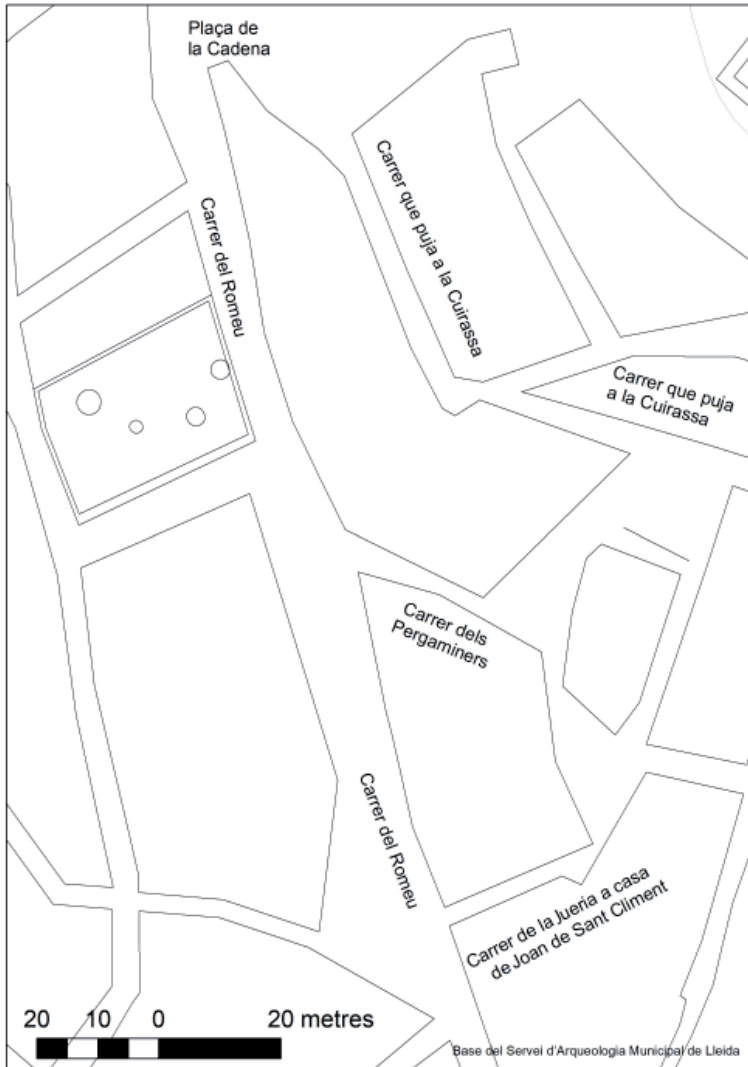 Plaça de
la Cadena
Carrer del Romeu
Carrer que puja a la Cuirassa
Carrer que puja
a la Cuirassa
Carrer dels
Pergaminers
Carrer del Romeu
Carrer de la Jueria a casa
de Joan de Sant Climent
20 10 0 20 metres
Base del Servei d'Arqueologia Municipal de Lleida